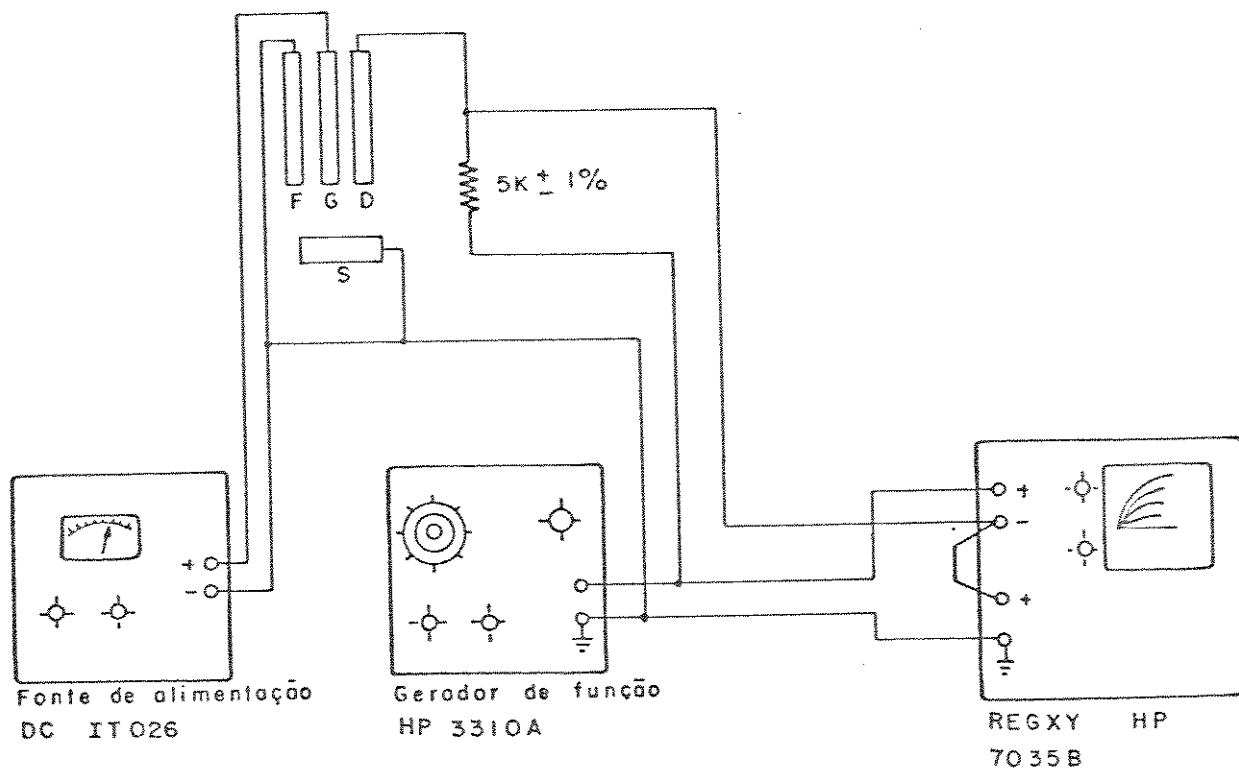 F G D
5K ± 1%
S
+
-
+
-
+
Fonte de alimentação
DC IT026
Gerador de função
HP 3310A
REGXY HP
7035B